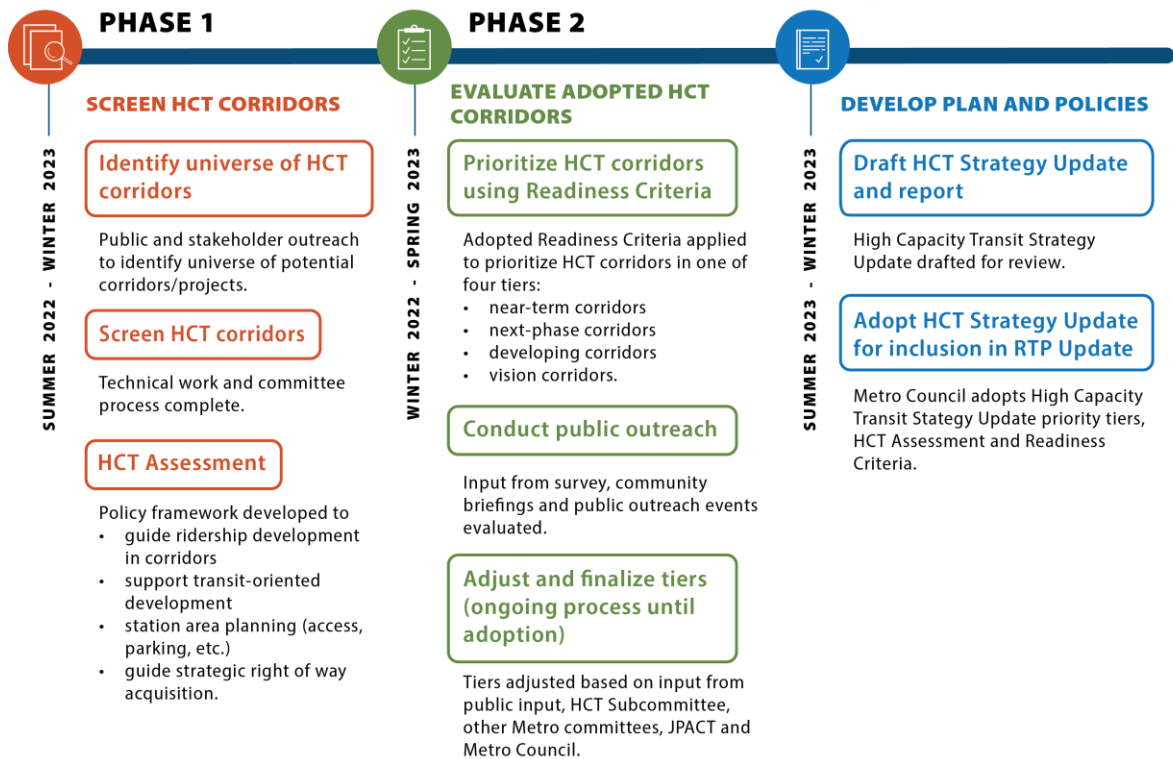 PHASE 1
SUMMER 2022 - WINTER 2023
SCREEN HCT CORRIDORS
Identify universe of HCT
corridors
Public and stakeholder outreach
to identify universe of potential
corridors/projects.
Screen HCT corridors
Technical work and committee
process complete.
HCT Assessment
Policy framework developed to
• guide ridership development
in corridors
• support transit-oriented
development
• station area planning (access,
parking, etc.)
• guide strategic right of way
acquisition.
PHASE 2
WINTER 2022 - SPRING 2023
EVALUATE ADOPTED HCT
CORRIDORS
Prioritize HCT corridors
using Readiness Criteria
Adopted Readiness Criteria applied
to prioritize HCT corridors in one of
four tiers:
• near-term corridors
• next-phase corridors
• developing corridors
• vision corridors.
Conduct public outreach
Input from survey, community
briefings and public outreach events
evaluated.
Adjust and finalize tiers
(ongoing process until
adoption)
Tiers adjusted based on input from
public input, HCT Subcommittee,
other Metro committees, JPACT and
Metro Council.
SUMMER 2023 - WINTER 2023
DEVELOP PLAN AND POLICIES
Draft HCT Strategy Update
and report
High Capacity Transit Strategy
Update drafted for review.
Adopt HCT Strategy Update
for inclusion in RTP Update
Metro Council adopts High Capacity
Transit Stategy Update priority tiers,
HCT Assessment and Readiness
Criteria.